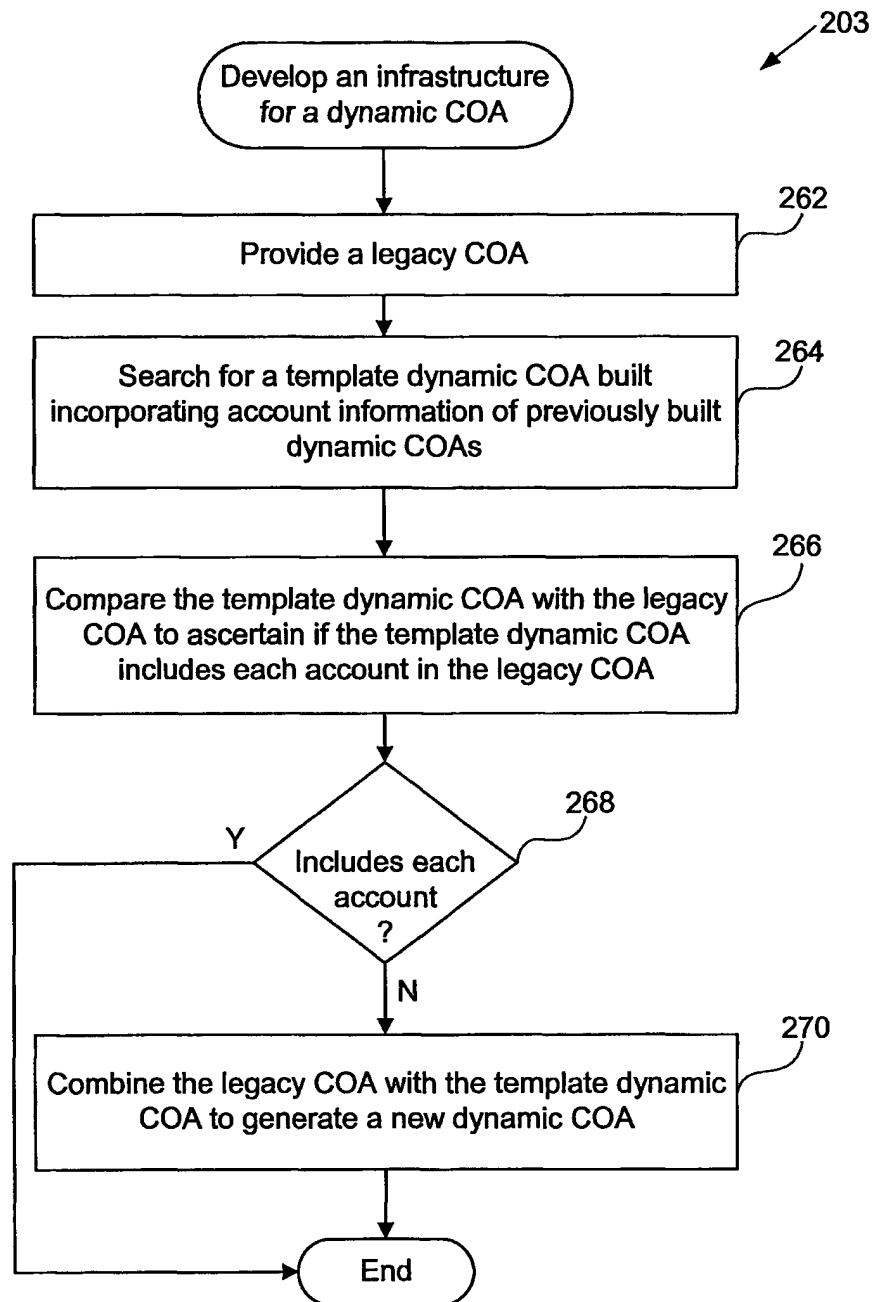 203
Develop an infrastructure
for a dynamic COA
262
Provide a legacy COA
264
Search for a template dynamic COA built
incorporating account information of previously built
dynamic COAs
266
Compare the template dynamic COA with the legacy
COA to ascertain if the template dynamic COA
includes each account in the legacy COA
268
Y
Includes each
account
?
N
270
Combine the legacy COA with the template dynamic
COA to generate a new dynamic COA
End